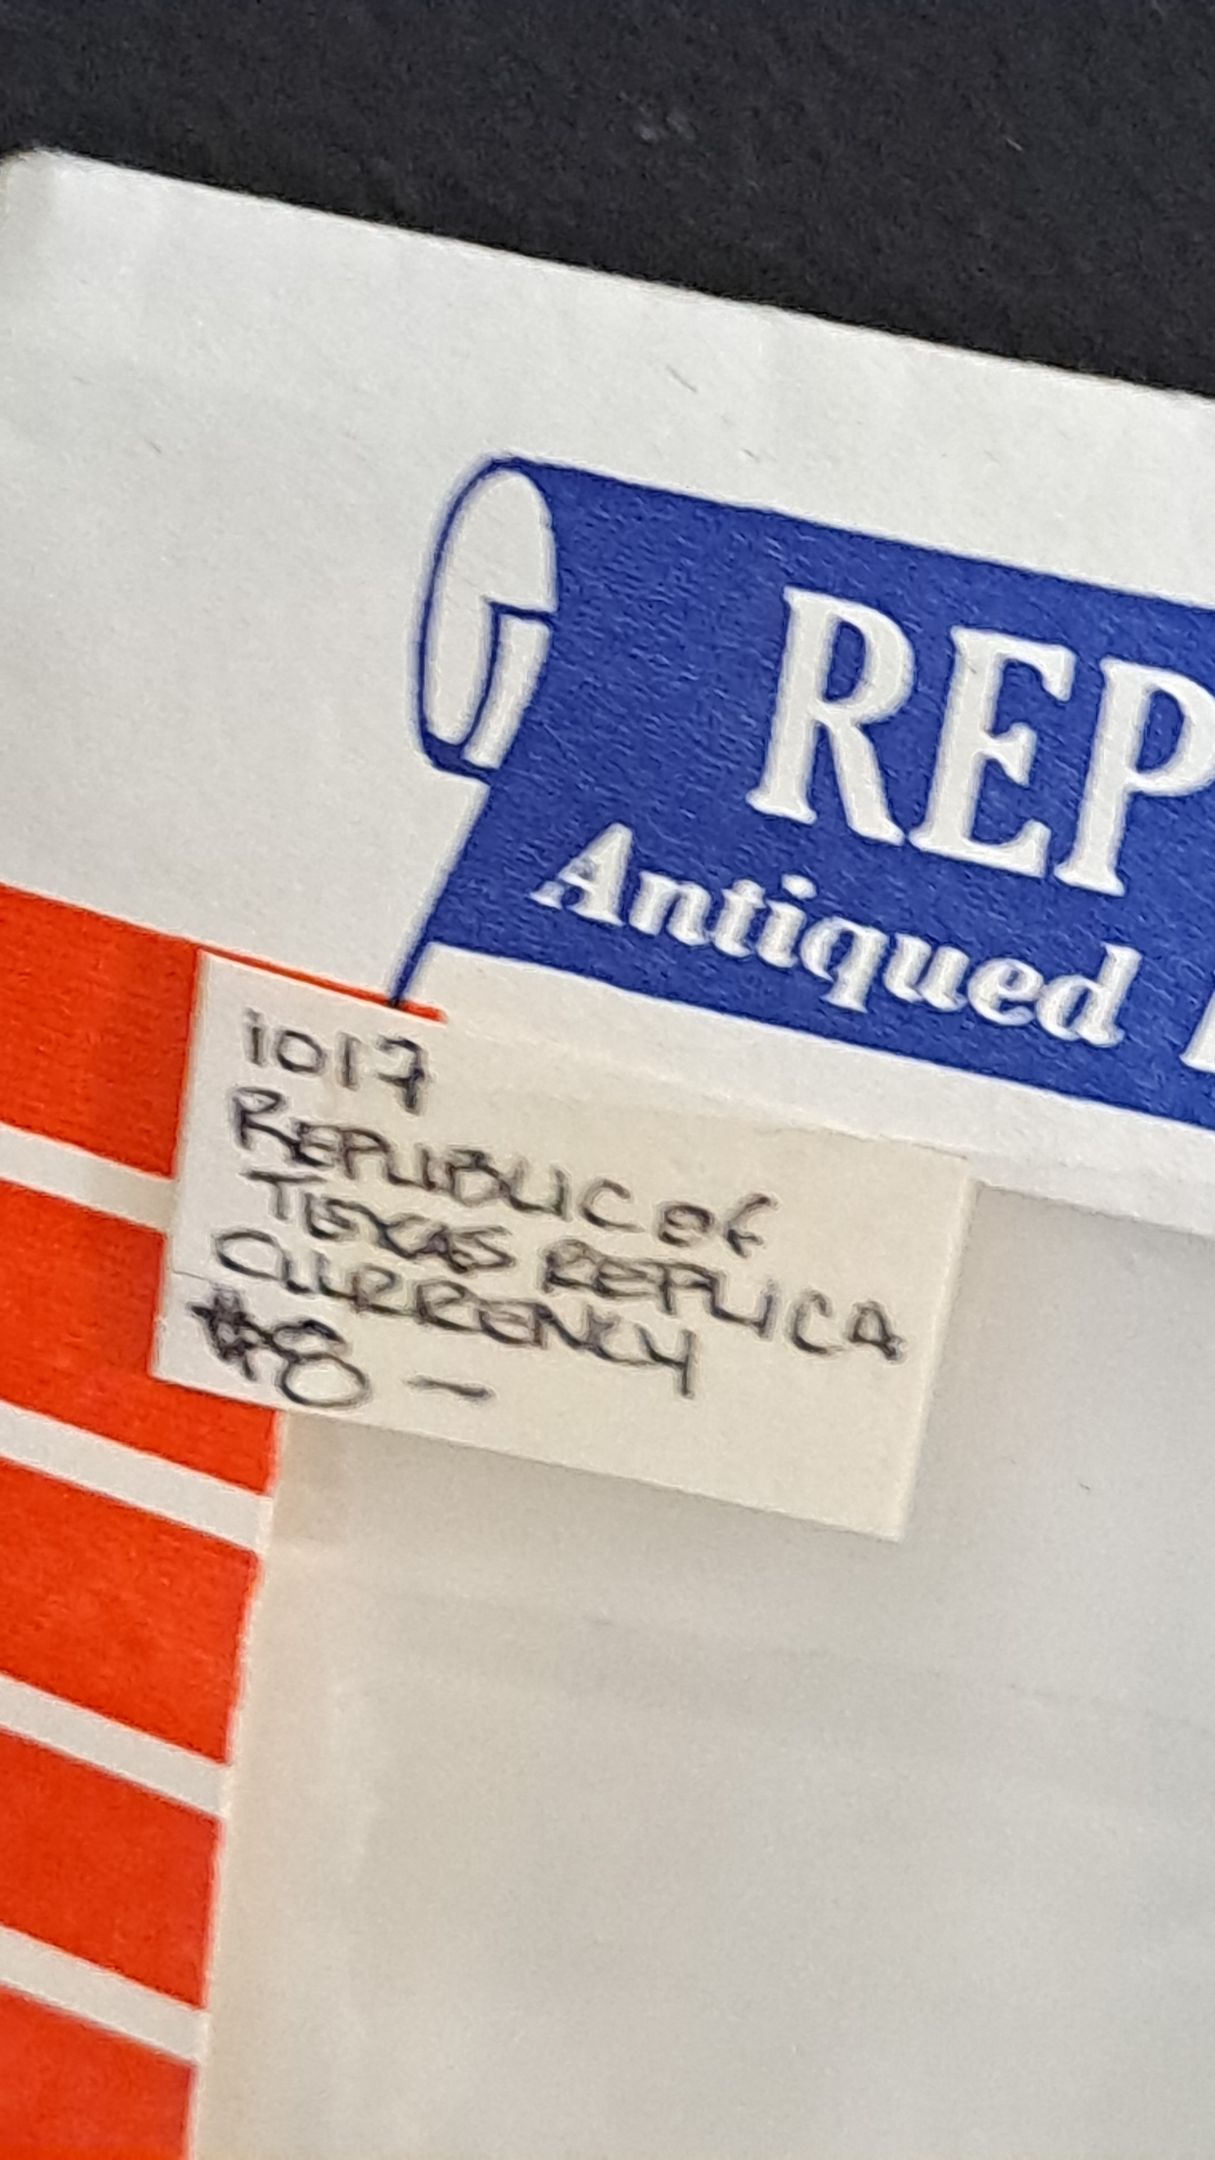 REP
Antiqued
1017
REPUBLIC of
TEXAS REPLICA
CURRENCY
$8 —